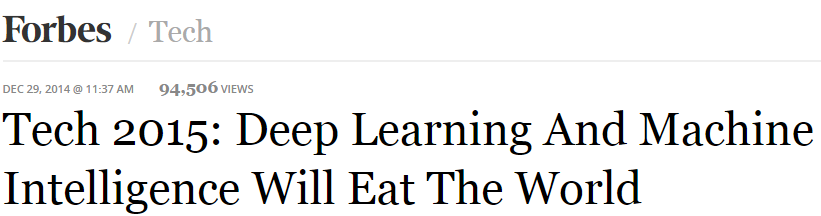 Forbes / Tech
DEC 29, 2014 @ 11:37 AM 94,506 VIEWS
Tech 2015: Deep Learning And Machine
Intelligence Will Eat The World